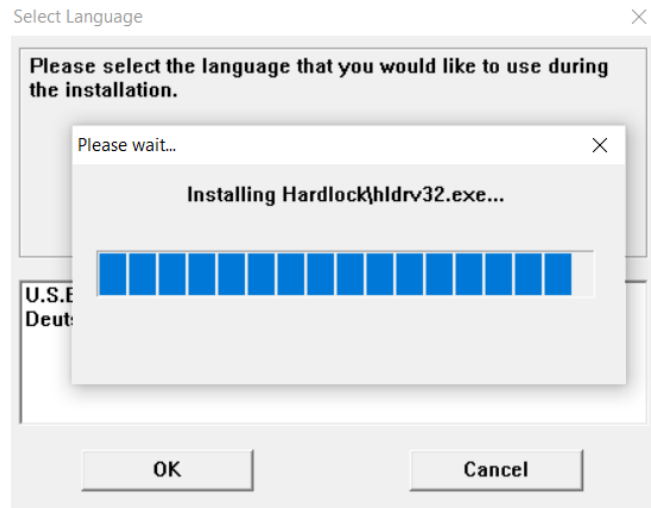 Select Language
Please select the language that you would like to use during
the installation.
Please wait...
Installing Hardlock\hldrv32.exe...
U.S.E
Deut
OK
Cancel